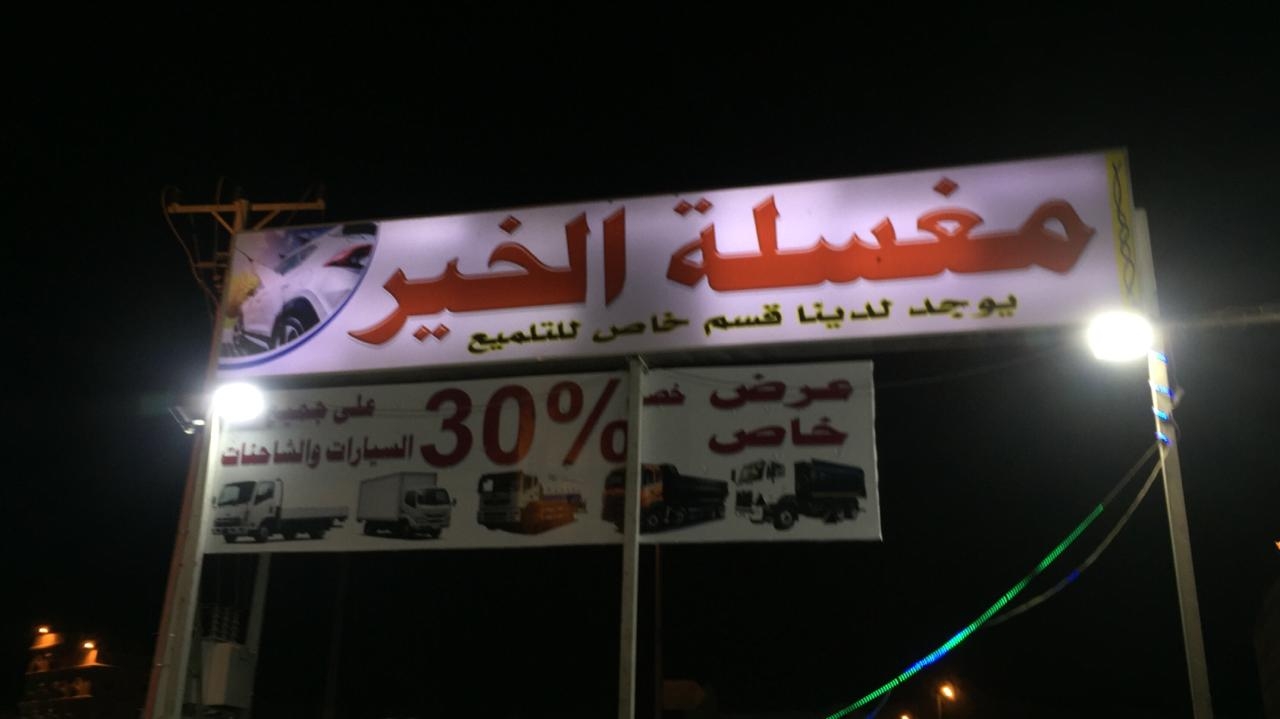 مغسلة الخير
يوجد لدينا قسم خاص للتلميع
عرض
خاص
30%
على
السيارات والشاحنات